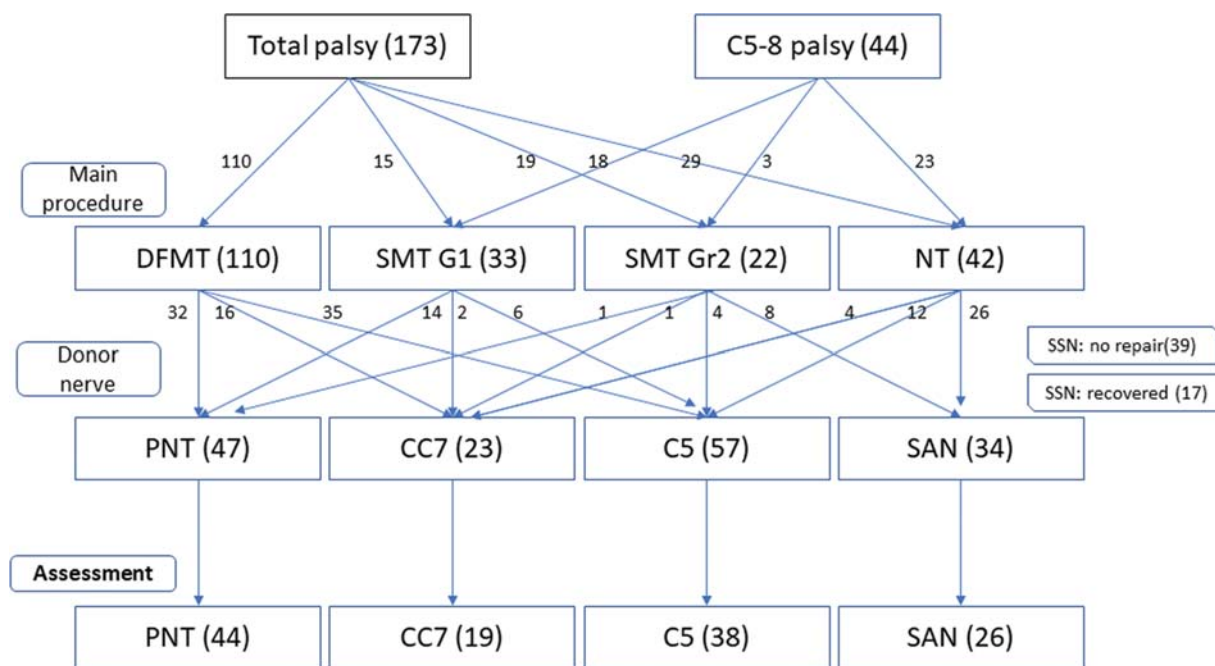 Total palsy (173)
C5-8 palsy (44)
110
15
19
18
29
3
23
Main
procedure
DFMT (110)
SMT G1 (33)
SMT Gr2 (22)
NT (42)
32
16
35
14
2
6
1
1
4
8
4
12
26
Donor
nerve
SSN: no repair(39)
SSN: recovered (17)
PNT (47)
CC7 (23)
C5 (57)
SAN (34)
Assessment
PNT (44)
CC7 (19)
C5 (38)
SAN (26)